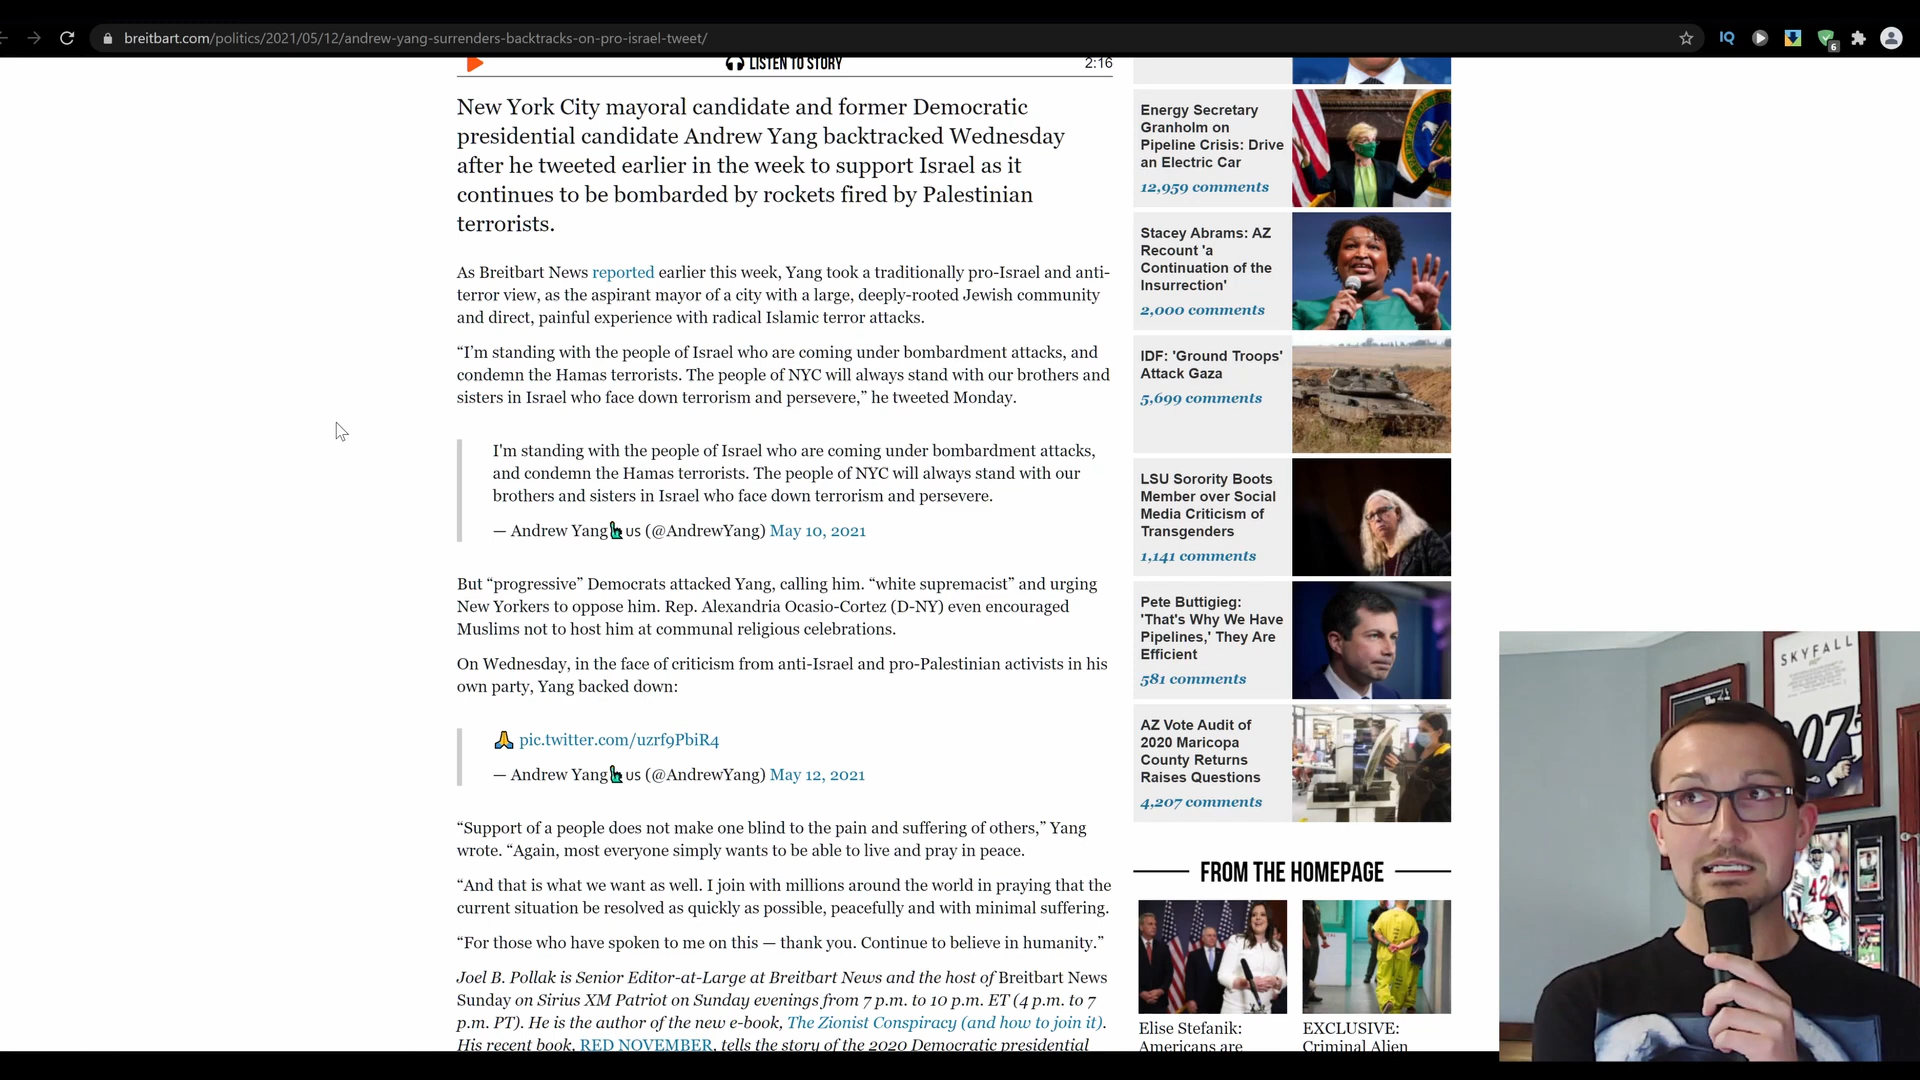 breitbart.com/politics/2021/05/12/andrew-yang-surrenders-backtracks-on-pro-israel-tweet/
IQ
6
LISTEN TO STORY
2:16
New York City mayoral candidate and former Democratic
presidential candidate Andrew Yang backtracked Wednesday
after he tweeted earlier in the week to support Israel as it
continues to be bombarded by rockets fired by Palestinian
terrorists.
As Breitbart News reported earlier this week, Yang took a traditionally pro-Israel and anti-
terror view, as the aspirant mayor of a city with a large, deeply-rooted Jewish community
and direct, painful experience with radical Islamic terror attacks.
“I’m standing with the people of Israel who are coming under bombardment attacks, and
condemn the Hamas terrorists. The people of NYC will always stand with our brothers and
sisters in Israel who face down terrorism and persevere,” he tweeted Monday.
I'm standing with the people of Israel who are coming under bombardment attacks,
and condemn the Hamas terrorists. The people of NYC will always stand with our
brothers and sisters in Israel who face down terrorism and persevere.
— Andrew Yang us (@AndrewYang) May 10, 2021
But “progressive” Democrats attacked Yang, calling him. “white supremacist” and urging
New Yorkers to oppose him. Rep. Alexandria Ocasio-Cortez (D-NY) even encouraged
Muslims not to host him at communal religious celebrations.
On Wednesday, in the face of criticism from anti-Israel and pro-Palestinian activists in his
own party, Yang backed down:
🙏 pic.twitter.com/uzrf9PbiR4
— Andrew Yang us (@AndrewYang) May 12, 2021
“Support of a people does not make one blind to the pain and suffering of others,” Yang
wrote. “Again, most everyone simply wants to be able to live and pray in peace.
“And that is what we want as well. I join with millions around the world in praying that the
current situation be resolved as quickly as possible, peacefully and with minimal suffering.
“For those who have spoken to me on this — thank you. Continue to believe in humanity.”
Joel B. Pollak is Senior Editor-at-Large at Breitbart News and the host of Breitbart News
Sunday on Sirius XM Patriot on Sunday evenings from 7 p.m. to 10 p.m. ET (4 p.m. to 7
p.m. PT). He is the author of the new e-book, The Zionist Conspiracy (and how to join it).
His recent book, RED NOVEMBER, tells the story of the 2020 Democratic presidential
Energy Secretary
Granholm on
Pipeline Crisis: Drive
an Electric Car
12,959 comments
Stacey Abrams: AZ
Recount 'a
Continuation of the
Insurrection'
2,000 comments
IDF: 'Ground Troops'
Attack Gaza
5,699 comments
LSU Sorority Boots
Member over Social
Media Criticism of
Transgenders
1,141 comments
Pete Buttigieg:
'That's Why We Have
Pipelines,' They Are
Efficient
581 comments
AZ Vote Audit of
2020 Maricopa
County Returns
Raises Questions
4,207 comments
FROM THE HOMEPAGE
Elise Stefanik:
Americans are
EXCLUSIVE:
Criminal Alien
SKYFALL
007
42